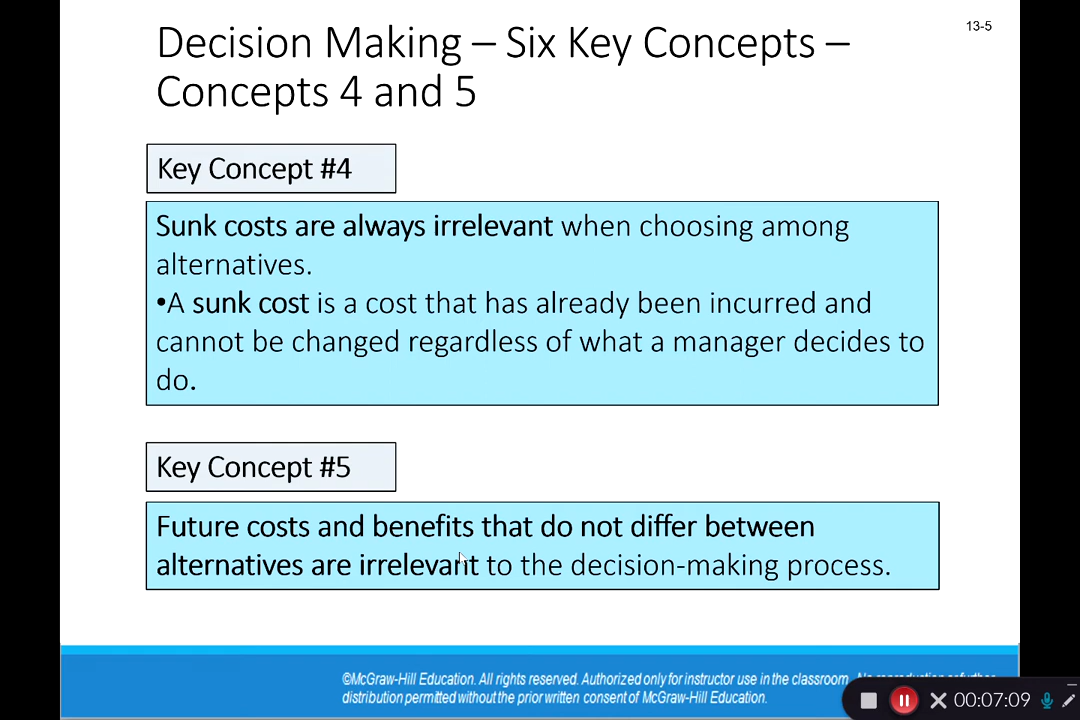 Decision Making – Six Key Concepts –
Concepts 4 and 5
13-5
Key Concept #4
Sunk costs are always irrelevant when choosing among
alternatives.
•A sunk cost is a cost that has already been incurred and
cannot be changed regardless of what a manager decides to
do.
Key Concept #5
Future costs and benefits that do not differ between
alternatives are irrelevant to the decision-making process.
©McGraw-Hill Education. All rights reserved. Authorized only for instructor use in the classroom. No reproduction or further
distribution permitted without the prior written consent of McGraw-Hill Education.
00:07:09